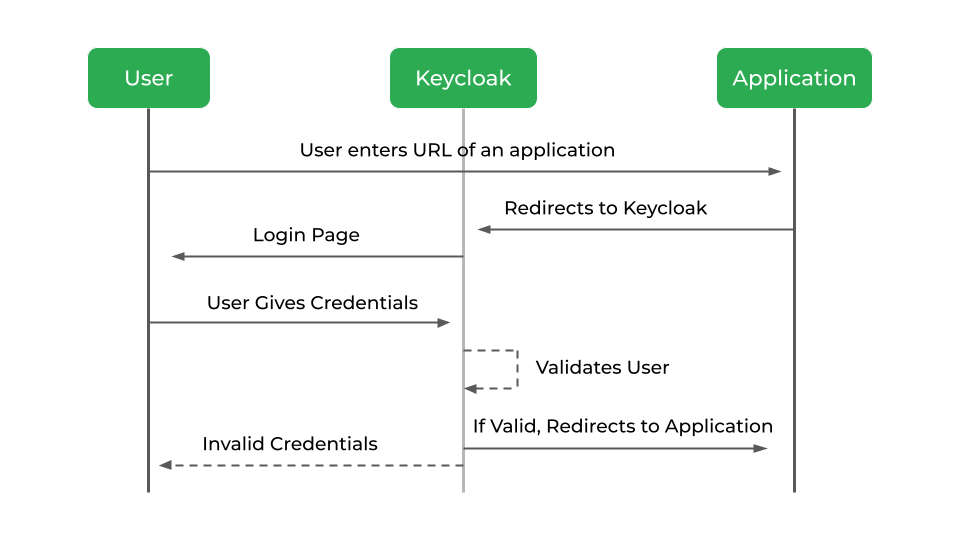 User
Keycloak
Application
User enters URL of an application
Redirects to Keycloak
Login Page
User Gives Credentials
Validates User
If Valid, Redirects to Application
Invalid Credentials